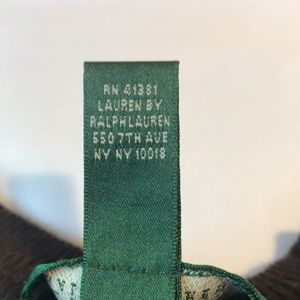 RN 41381
LAUREN BY
RALPH LAUREN
550 7TH AVE
NY NY 10018